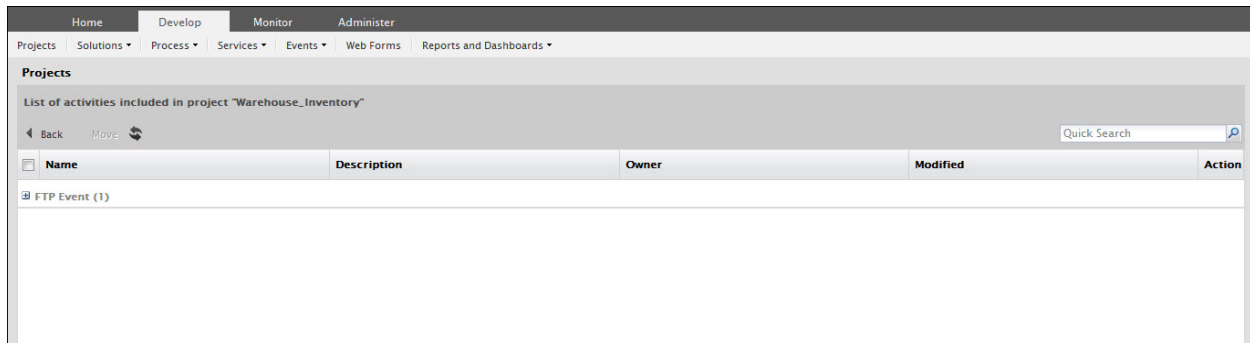 Home Develop Monitor Administer
Projects Solutions Process Services Events Web Forms Reports and Dashboards
Projects
List of activities included in project "Warehouse_Inventory"
Back Move Quick Search
Name Description Owner Modified Action
FTP Event (1)